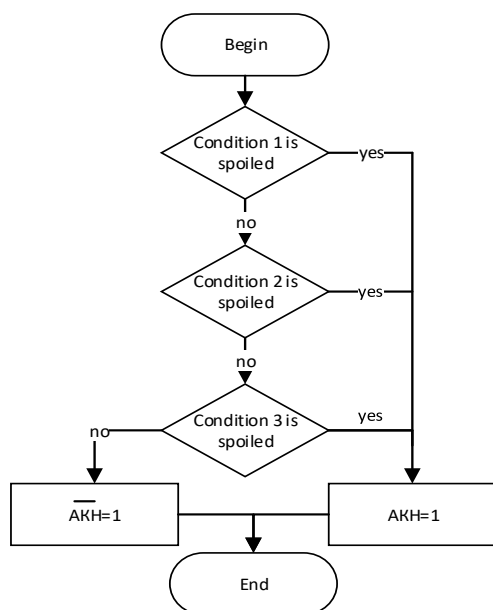 Begin
Condition 1 is
spoiled
yes
no
Condition 2 is
spoiled
yes
no
Condition 3 is
spoiled
yes
no
A̅K̅H=1
AKH=1
End